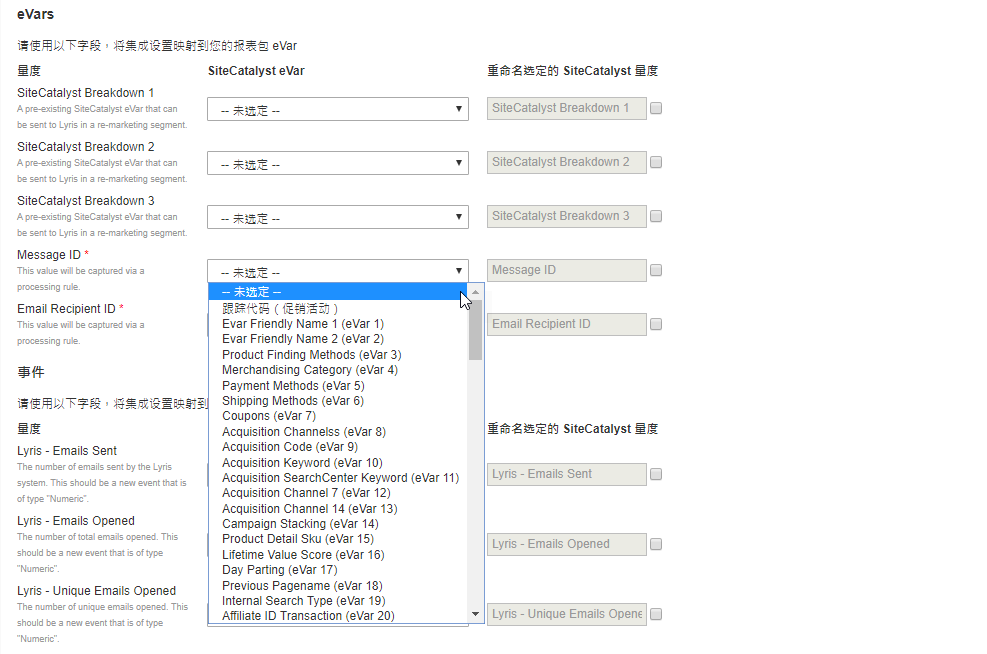 eVars
请使用以下字段，将集成设置映射到您的报表包 eVar
量度 SiteCatalyst eVar 重命名选定的 SiteCatalyst 量度
SiteCatalyst Breakdown 1
A pre-existing SiteCatalyst eVar that can
be sent to Lyris in a re-marketing segment.
-- 未选定 --
SiteCatalyst Breakdown 1
SiteCatalyst Breakdown 2
A pre-existing SiteCatalyst eVar that can
be sent to Lyris in a re-marketing segment.
-- 未选定 --
SiteCatalyst Breakdown 2
SiteCatalyst Breakdown 3
A pre-existing SiteCatalyst eVar that can
be sent to Lyris in a re-marketing segment.
-- 未选定 --
SiteCatalyst Breakdown 3
Message ID *
This value will be captured via a
processing rule.
-- 未选定 --
Message ID
Email Recipient ID *
This value will be captured via a
processing rule.
Email Recipient ID
-- 未选定 --
跟踪代码（促销活动）
Evar Friendly Name 1 (eVar 1)
Evar Friendly Name 2 (eVar 2)
Product Finding Methods (eVar 3)
Merchandising Category (eVar 4)
Payment Methods (eVar 5)
Shipping Methods (eVar 6)
Coupons (eVar 7)
Acquisition Channelss (eVar 8)
Acquisition Code (eVar 9)
Acquisition Keyword (eVar 10)
Acquisition SearchCenter Keyword (eVar 11)
Acquisition Channel 7 (eVar 12)
Acquisition Channel 14 (eVar 13)
Campaign Stacking (eVar 14)
Product Detail Sku (eVar 15)
Lifetime Value Score (eVar 16)
Day Parting (eVar 17)
Previous Pagename (eVar 18)
Internal Search Type (eVar 19)
Affiliate ID Transaction (eVar 20)
事件
请使用以下字段，将集成设置映射到
量度 重命名选定的 SiteCatalyst 量度
Lyris - Emails Sent
The number of emails sent by the Lyris
system. This should be a new event that is
of type "Numeric".
Lyris - Emails Sent
Lyris - Emails Opened
The number of total emails opened. This
should be a new event that is of type
"Numeric".
Lyris - Emails Opened
Lyris - Unique Emails Opened
The number of unique emails opened. This
should be a new event that is of type
"Numeric".
Lyris - Unique Emails Opene